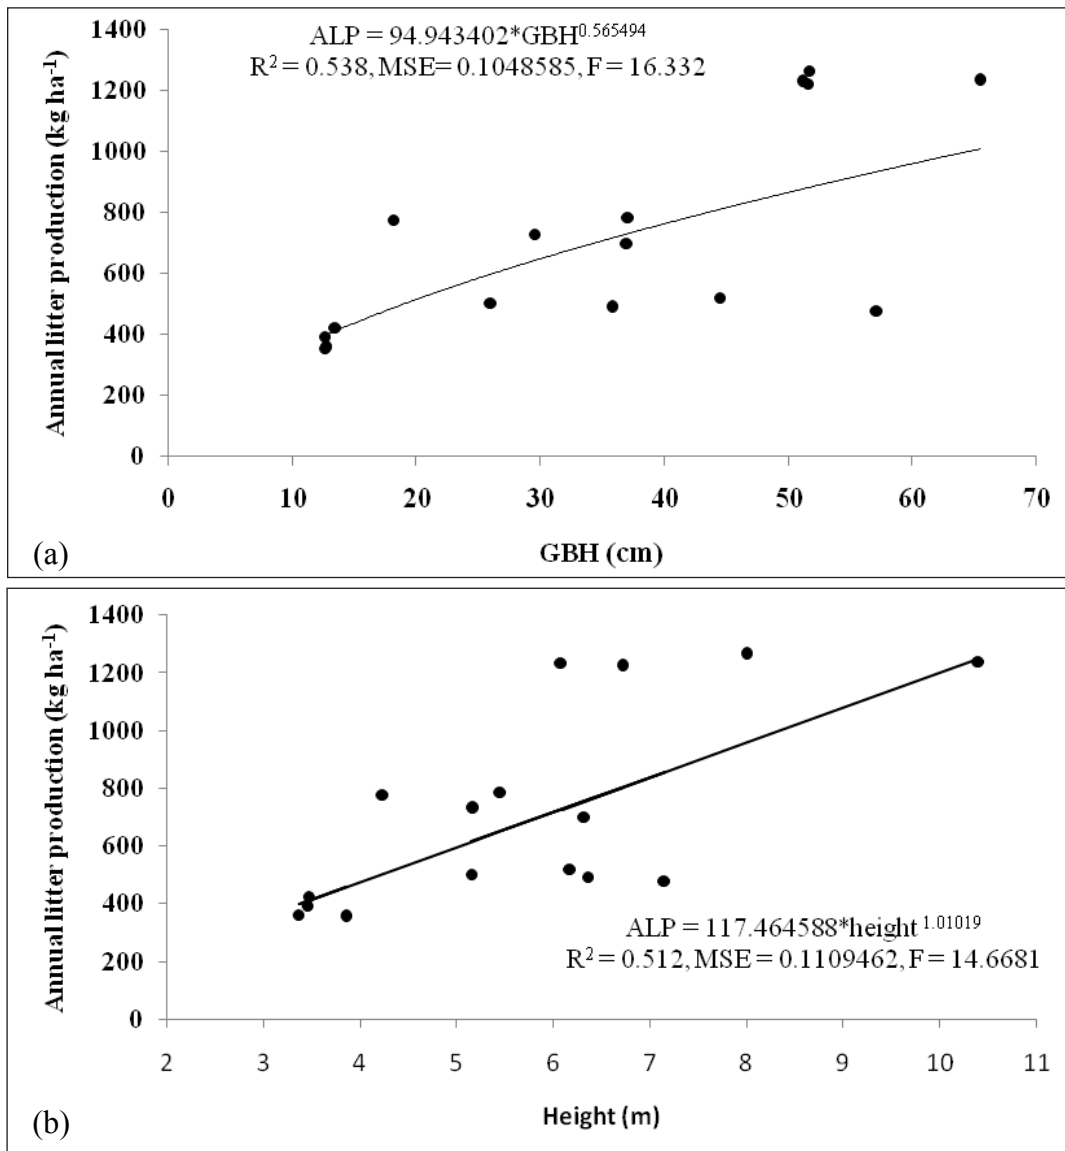 ALP = 94.943402*GBH^0.565494
R² = 0.538, MSE= 0.1048585, F = 16.332
Annual litter production (kg ha⁻¹)
1400
1200
1000
800
600
400
200
0
0 10 20 30 40 50 60 70
GBH (cm)
(a)
Annual litter production (kg ha⁻¹)
1400
1200
1000
800
600
400
200
0
ALP = 117.464588*height^1.01019
R² = 0.512, MSE = 0.1109462, F = 14.6681
2 3 4 5 6 7 8 9 10 11
Height (m)
(b)